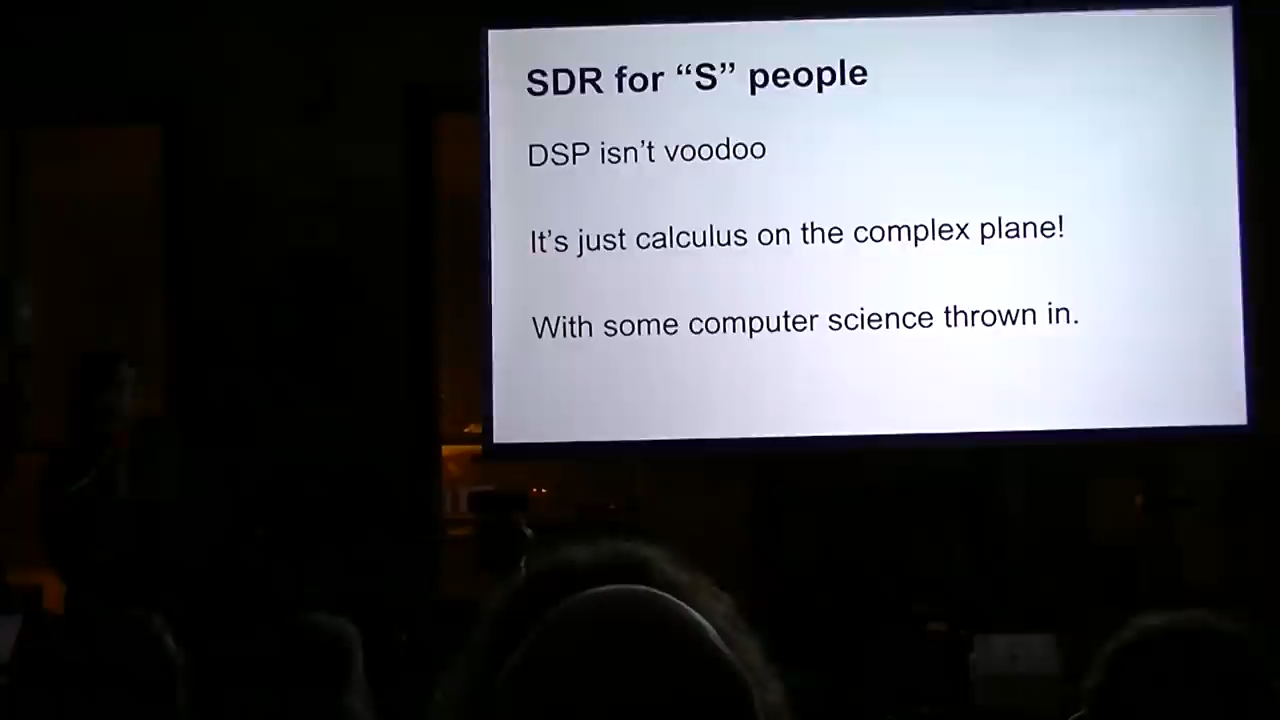 SDR for “S” people
DSP isn’t voodoo
It’s just calculus on the complex plane!
With some computer science thrown in.